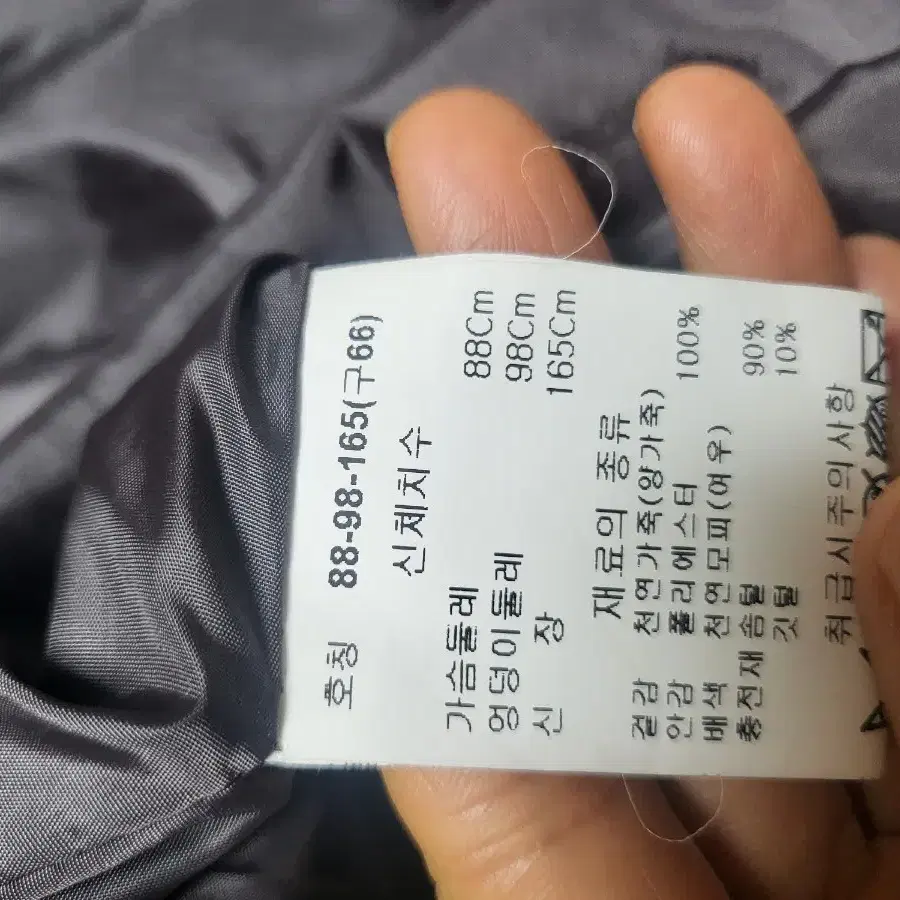 호칭 88-98-165(구66)
신체치수
가슴둘레 88Cm
엉덩이둘레 98Cm
신 장 165Cm
재료의 종류
겉감 천연가죽(양가죽)
안감 폴리에스터 100%
배색 천연모피(여우)
충전재 솜털 90%
깃털 10%
취급시주의사항